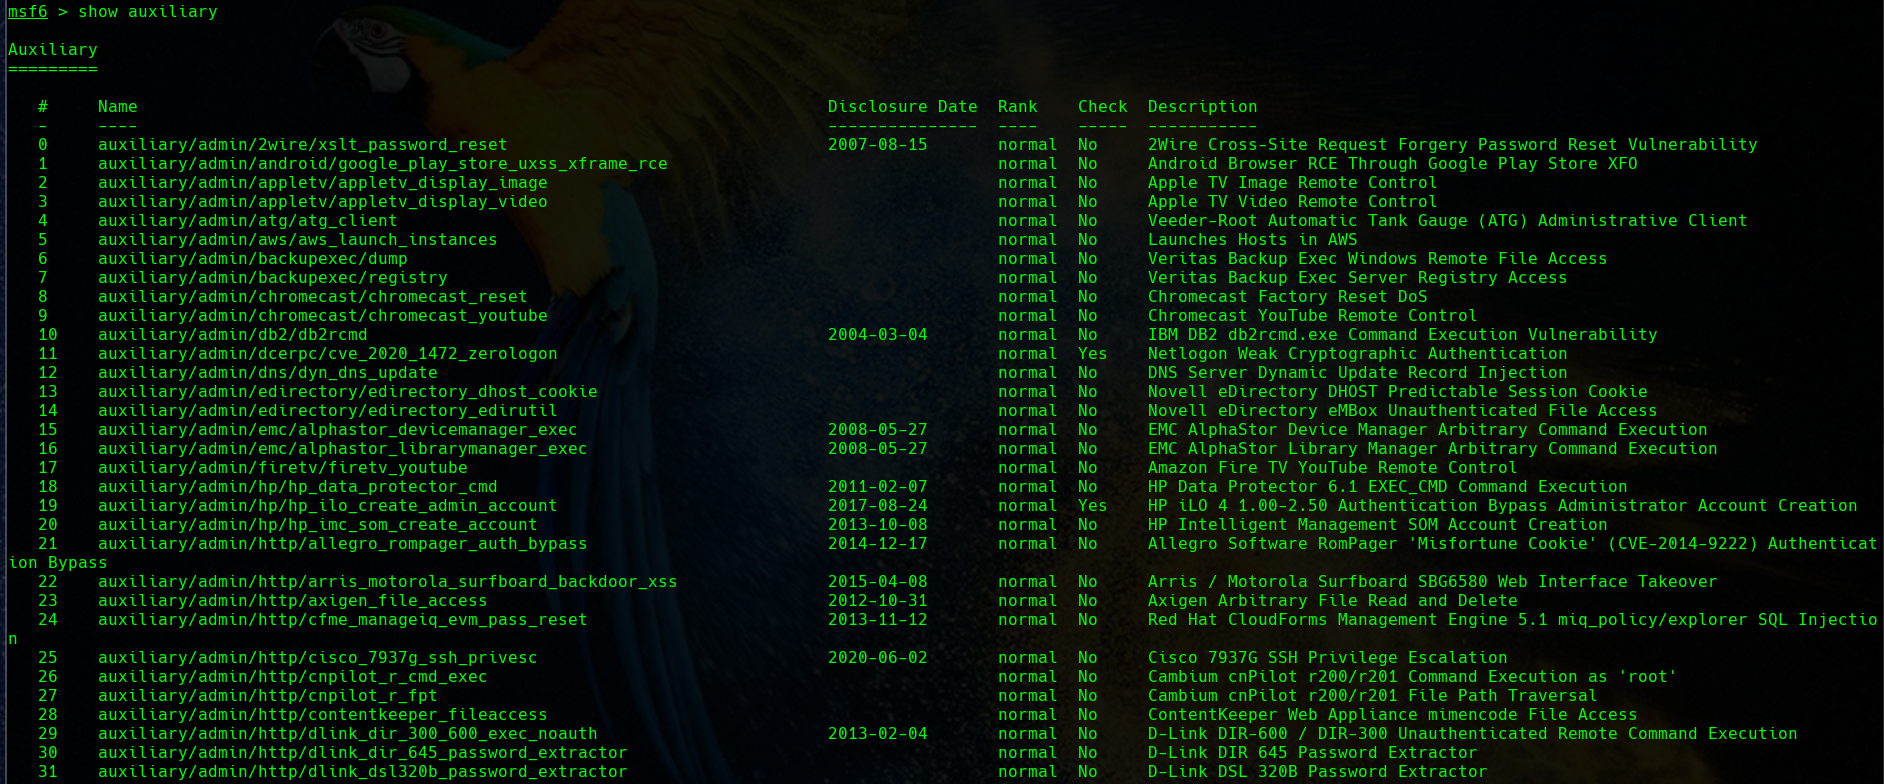 msf6 > show auxiliary
Auxiliary
=========
#     Name                                                                     Disclosure Date  Rank    Check  Description
-     ----                                                                     ---------------  ----    -----  -----------
0     auxiliary/admin/2wire/xslt_password_reset                                2007-08-15       normal  No     2Wire Cross-Site Request Forgery Password Reset Vulnerability
1     auxiliary/admin/android/google_play_store_uxss_xframe_rce                                 normal  No     Android Browser RCE Through Google Play Store XFO
2     auxiliary/admin/appletv/appletv_display_image                                             normal  No     Apple TV Image Remote Control
3     auxiliary/admin/appletv/appletv_display_video                                             normal  No     Apple TV Video Remote Control
4     auxiliary/admin/atg/atg_client                                                            normal  No     Veeder-Root Automatic Tank Gauge (ATG) Administrative Client
5     auxiliary/admin/aws/aws_launch_instances                                                  normal  No     Launches Hosts in AWS
6     auxiliary/admin/backupexec/dump                                                           normal  No     Veritas Backup Exec Windows Remote File Access
7     auxiliary/admin/backupexec/registry                                                       normal  No     Veritas Backup Exec Server Registry Access
8     auxiliary/admin/chromecast/chromecast_reset                                               normal  No     Chromecast Factory Reset DoS
9     auxiliary/admin/chromecast/chromecast_youtube                                             normal  No     Chromecast YouTube Remote Control
10    auxiliary/admin/db2/db2rcmd                                              2004-03-04       normal  No     IBM DB2 db2rcmd.exe Command Execution Vulnerability
11    auxiliary/admin/dcerpc/cve_2020_1472_zerologon                                            normal  Yes    Netlogon Weak Cryptographic Authentication
12    auxiliary/admin/dns/dyn_dns_update                                                        normal  No     DNS Server Dynamic Update Record Injection
13    auxiliary/admin/edirectory/edirectory_dhost_cookie                                        normal  No     Novell eDirectory DHOST Predictable Session Cookie
14    auxiliary/admin/edirectory/edirectory_edirutil                                            normal  No     Novell eDirectory eMBox Unauthenticated File Access
15    auxiliary/admin/emc/alphastor_devicemanager_exec                         2008-05-27       normal  No     EMC AlphaStor Device Manager Arbitrary Command Execution
16    auxiliary/admin/emc/alphastor_librarymanager_exec                        2008-05-27       normal  No     EMC AlphaStor Library Manager Arbitrary Command Execution
17    auxiliary/admin/firetv/firetv_youtube                                                     normal  No     Amazon Fire TV YouTube Remote Control
18    auxiliary/admin/hp/hp_data_protector_cmd                                 2011-02-07       normal  No     HP Data Protector 6.1 EXEC_CMD Command Execution
19    auxiliary/admin/hp/hp_ilo_create_admin_account                           2017-08-24       normal  Yes    HP iLO 4 1.00-2.50 Authentication Bypass Administrator Account Creation
20    auxiliary/admin/hp/hp_imc_som_create_account                             2013-10-08       normal  No     HP Intelligent Management SOM Account Creation
21    auxiliary/admin/http/allegro_rompager_auth_bypass                        2014-12-17       normal  No     Allegro Software RomPager 'Misfortune Cookie' (CVE-2014-9222) Authenticat
ion Bypass
22    auxiliary/admin/http/arris_motorola_surfboard_backdoor_xss               2015-04-08       normal  No     Arris / Motorola Surfboard SBG6580 Web Interface Takeover
23    auxiliary/admin/http/axigen_file_access                                  2012-10-31       normal  No     Axigen Arbitrary File Read and Delete
24    auxiliary/admin/http/cfme_manageiq_evm_pass_reset                        2013-11-12       normal  No     Red Hat CloudForms Management Engine 5.1 miq_policy/explorer SQL Injectio
n
25    auxiliary/admin/http/cisco_7937g_ssh_privesc                             2020-06-02       normal  No     Cisco 7937G SSH Privilege Escalation
26    auxiliary/admin/http/cnpilot_r_cmd_exec                                                   normal  No     Cambium cnPilot r200/r201 Command Execution as 'root'
27    auxiliary/admin/http/cnpilot_r_fpt                                                        normal  No     Cambium cnPilot r200/r201 File Path Traversal
28    auxiliary/admin/http/contentkeeper_fileaccess                                             normal  No     ContentKeeper Web Appliance mimencode File Access
29    auxiliary/admin/http/dlink_dir_300_600_exec_noauth                       2013-02-04       normal  No     D-Link DIR-600 / DIR-300 Unauthenticated Remote Command Execution
30    auxiliary/admin/http/dlink_dir_645_password_extractor                                     normal  No     D-Link DIR 645 Password Extractor
31    auxiliary/admin/http/dlink_dsl320b_password_extractor                                     normal  No     D-Link DSL 320B Password Extractor